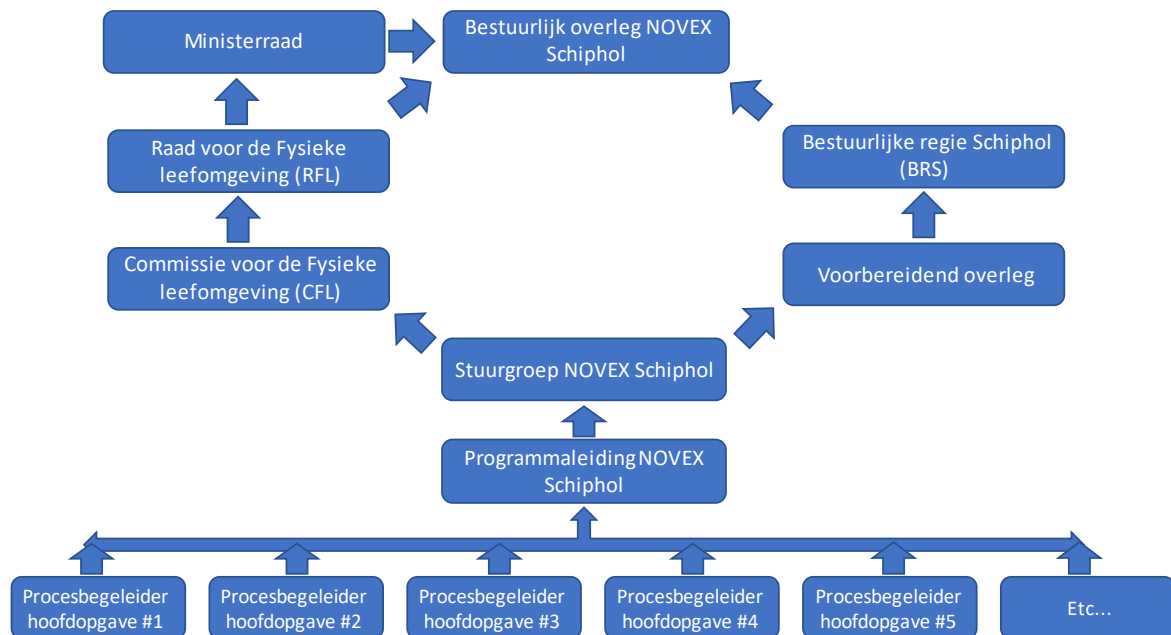 Ministerraad
Bestuurlijk overleg NOVEX
Schiphol
Raad voor de Fysieke
leefomgeving (RFL)
Bestuurlijke regie Schiphol
(BRS)
Commissie voor de Fysieke
leefomgeving (CFL)
Voorbereidend overleg
Stuurgroep NOVEX Schiphol
Programmaleiding NOVEX
Schiphol
Procesbegeleider
hoofdopgave #1
Procesbegeleider
hoofdopgave #2
Procesbegeleider
hoofdopgave #3
Procesbegeleider
hoofdopgave #4
Procesbegeleider
hoofdopgave #5
Etc...